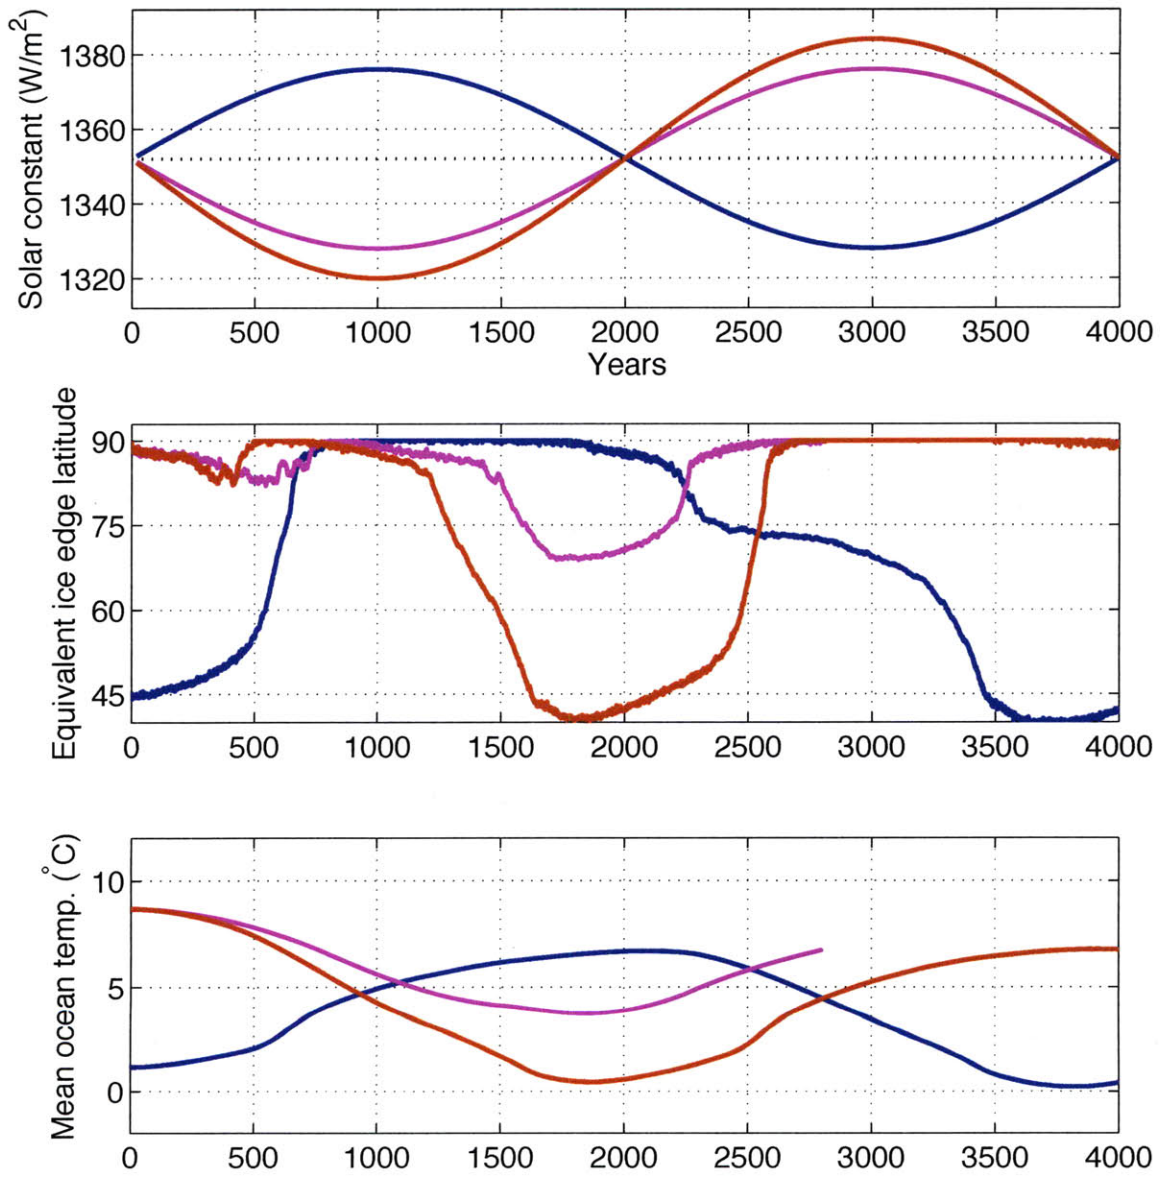 Solar constant (W/m²)
1380
1360
1340
1320
0 500 1000 1500 2000 2500 3000 3500 4000
Years
Equivalent ice edge latitude
90
75
60
45
0 500 1000 1500 2000 2500 3000 3500 4000
Mean ocean temp. (°C)
10
5
0
0 500 1000 1500 2000 2500 3000 3500 4000